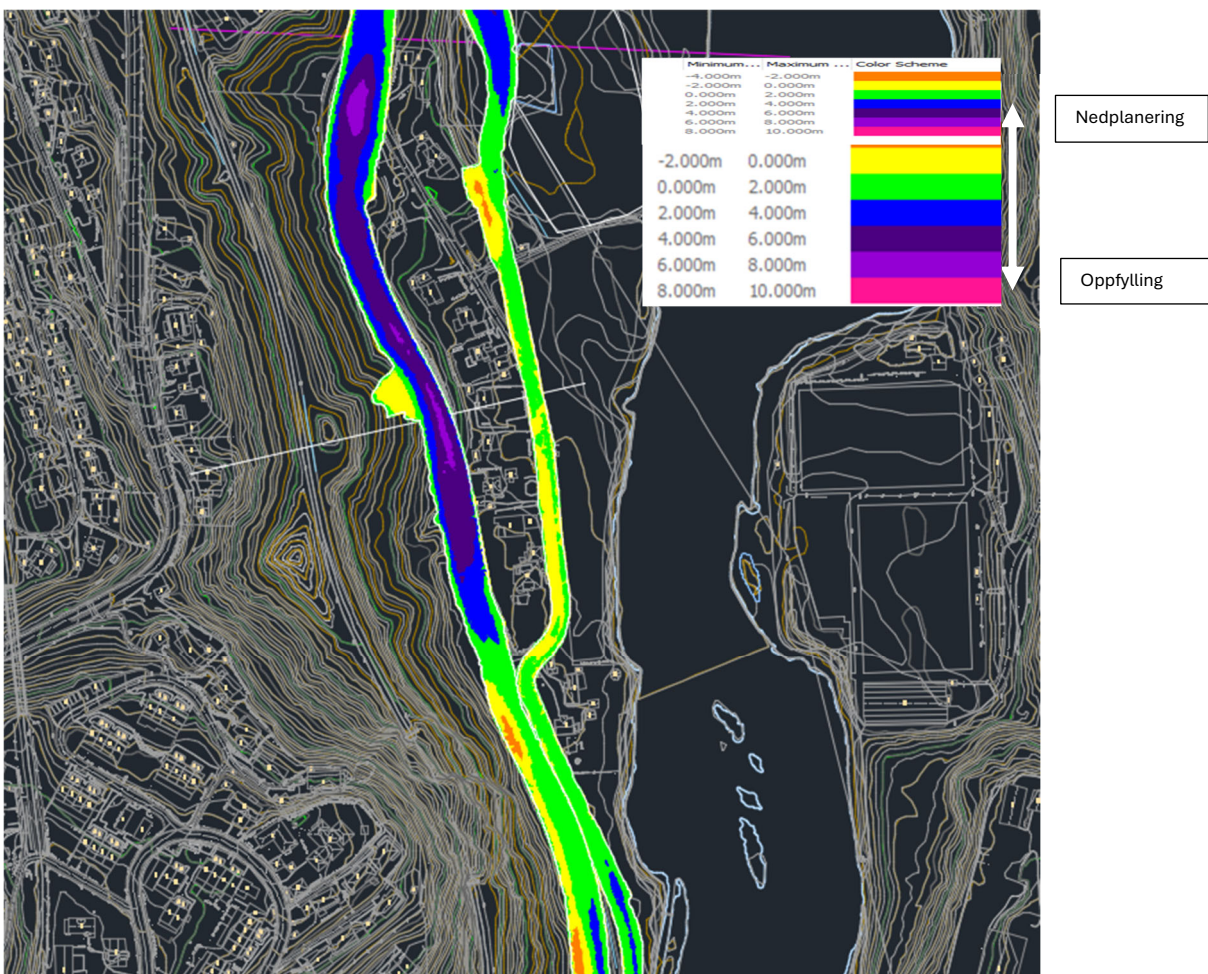 Minimum... Maximum ... Color Scheme
-4.000m -2.000m
-2.000m 0.000m
0.000m 2.000m
2.000m 4.000m
4.000m 6.000m
6.000m 8.000m
8.000m 10.000m
-2.000m 0.000m
0.000m 2.000m
2.000m 4.000m
4.000m 6.000m
6.000m 8.000m
8.000m 10.000m
Nedplanering
Oppfylling